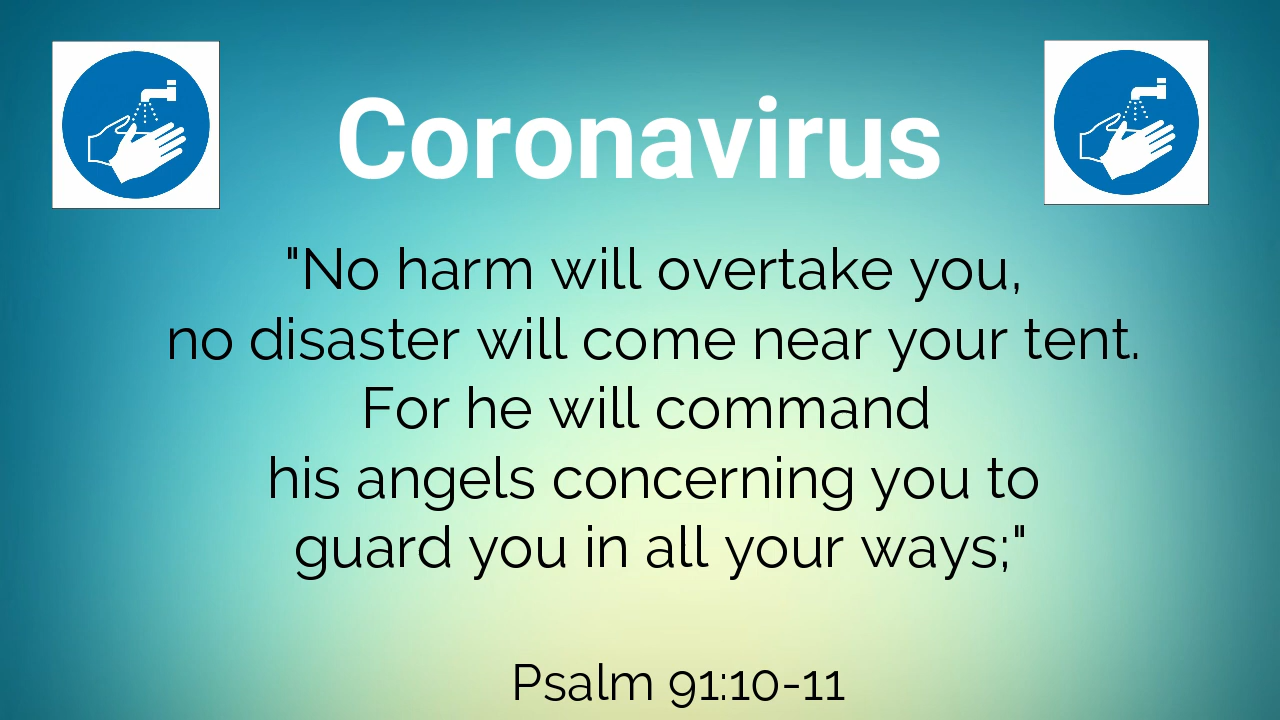 Coronavirus
"No harm will overtake you,
no disaster will come near your tent.
For he will command
his angels concerning you to
guard you in all your ways;"
Psalm 91:10-11